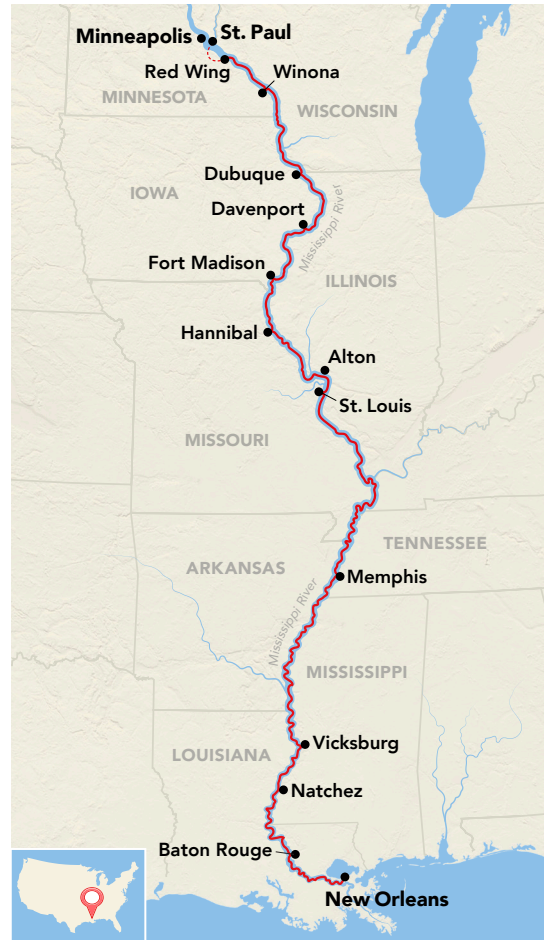 Minneapolis
St. Paul
Red Wing
Winona
MINNESOTA
WISCONSIN
Dubuque
IOWA
Davenport
Mississippi River
Fort Madison
ILLINOIS
Hannibal
Alton
St. Louis
MISSOURI
TENNESSEE
ARKANSAS
Memphis
Mississippi River
MISSISSIPPI
Vicksburg
LOUISIANA
Natchez
Baton Rouge
New Orleans